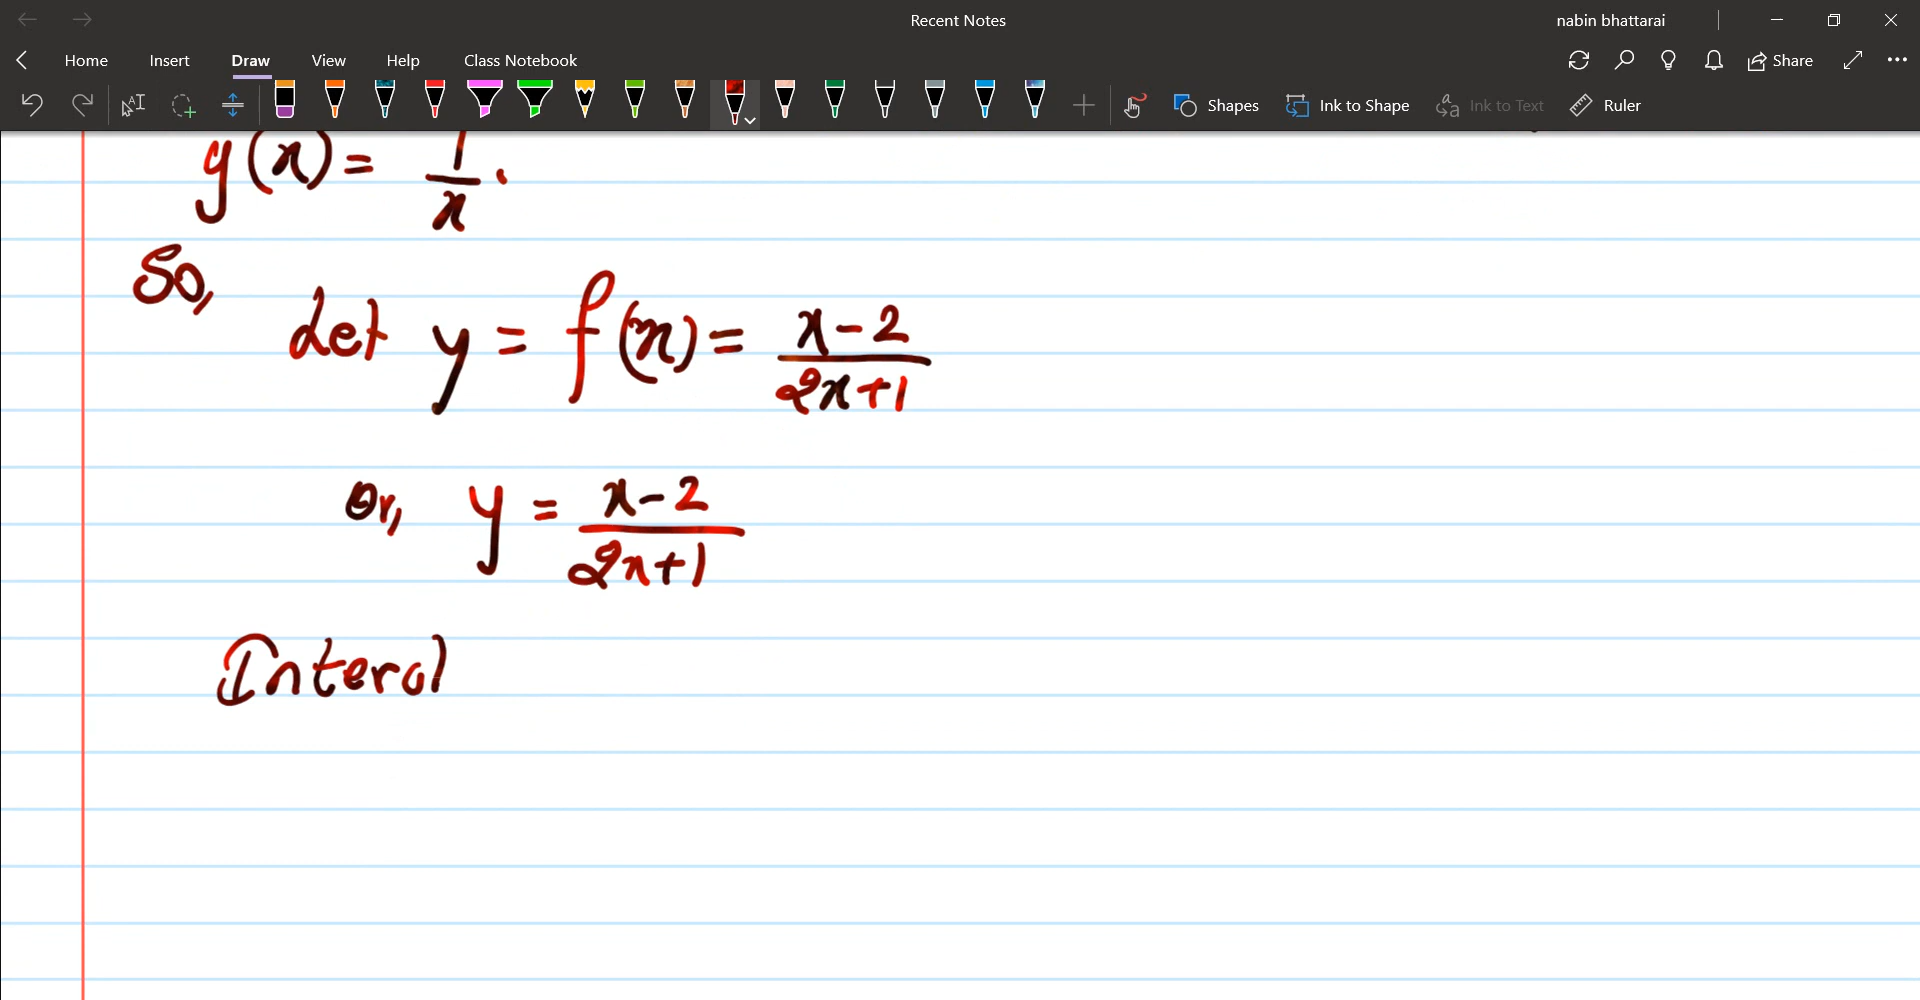 Recent Notes
nabin bhattarai
Home Insert Draw View Help Class Notebook
Share
Shapes Ink to Shape Ink to Text Ruler
g(x) = 1/x.
So,
Let y = f(x) = x-2/2x+1
Or, y = x-2/2x+1
Interc